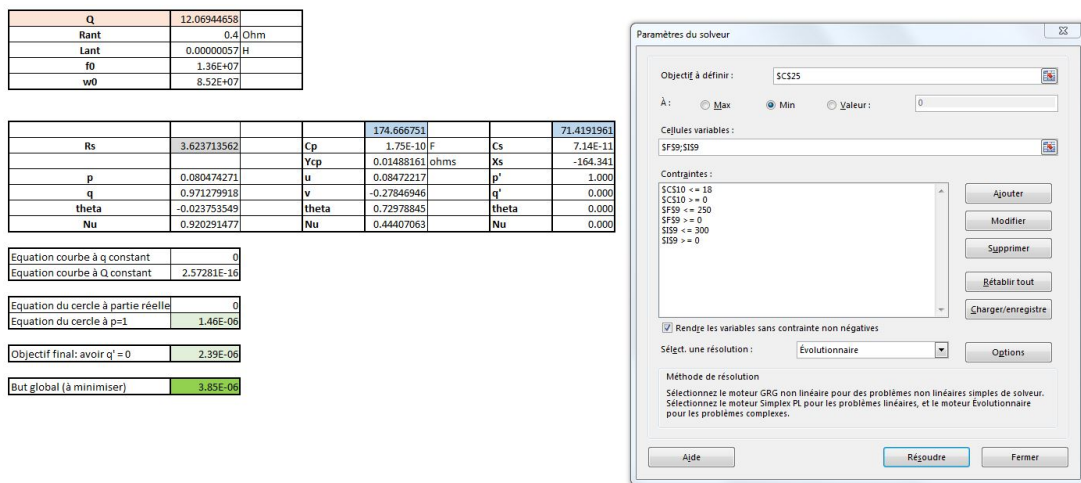 Q 12.06944658
Rant 0.4 Ohm
Lant 0.00000057 H
f0 1.36E+07
w0 8.52E+07
174.666751 71.4191961
Rs 3.623713562 Cp 1.75E-10 F Cs 7.14E-11
Ycp 0.01488161 ohms Xs -164.341
p 0.080474271 u 0.08472217 p' 1.000
q 0.971279918 v -0.27846946 q' 0.000
theta -0.023753549 theta 0.72978845 theta 0.000
Nu 0.920291477 Nu 0.44407063 Nu 0.000
Equation courbe à q constant 0
Equation courbe à Q constant 2.57281E-16
Equation du cercle à partie réelle 0
Equation du cercle à p=1 1.46E-06
Objectif final: avoir q' = 0 2.39E-06
But global (à minimiser) 3.85E-06
Paramètres du solveur
Objectif à définir : $C$25
À : Max Min Valeur : 0
Cellules variables :
$F$9;$I$9
Contraintes :
$C$10 <= 18
$C$10 >= 0
$F$9 <= 250
$F$9 >= 0
$I$9 <= 300
$I$9 >= 0
Ajouter
Modifier
Supprimer
Rétablir tout
Charger/enregistre
Rendre les variables sans contrainte non négatives
Sélect. une résolution : Évolutionnaire Options
Méthode de résolution
Sélectionnez le moteur GRG non linéaire pour des problèmes non linéaires simples de solveur.
Sélectionnez le moteur Simplex PL pour les problèmes linéaires, et le moteur Évolutionnaire
pour les problèmes complexes.
Aide Résoudre Fermer